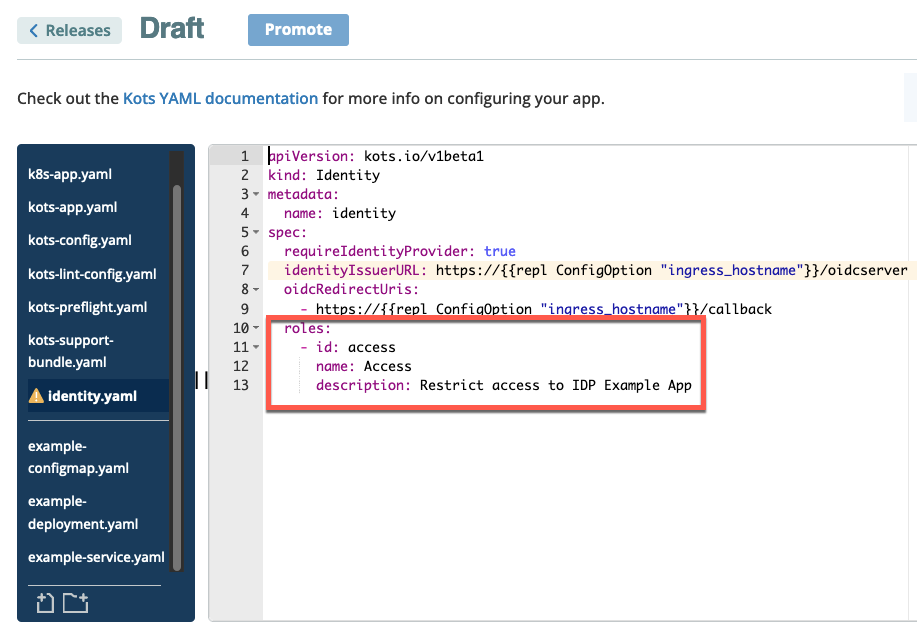 Releases
Draft
Promote
Check out the Kots YAML documentation for more info on configuring your app.
k8s-app.yaml
kots-app.yaml
kots-config.yaml
kots-lint-config.yaml
kots-preflight.yaml
kots-support-
bundle.yaml
identity.yaml
example-
configmap.yaml
example-
deployment.yaml
example-service.yaml
1 apiVersion: kots.io/v1beta1
2 kind: Identity
3 metadata:
4   name: identity
5 spec:
6   requireIdentityProvider: true
7   identityIssuerURL: https://{{repl ConfigOption "ingress_hostname"}}/oidcserver
8   oidcRedirectUris:
9     - https://{{repl ConfigOption "ingress_hostname"}}/callback
10   roles:
11     - id: access
12       name: Access
13       description: Restrict access to IDP Example App